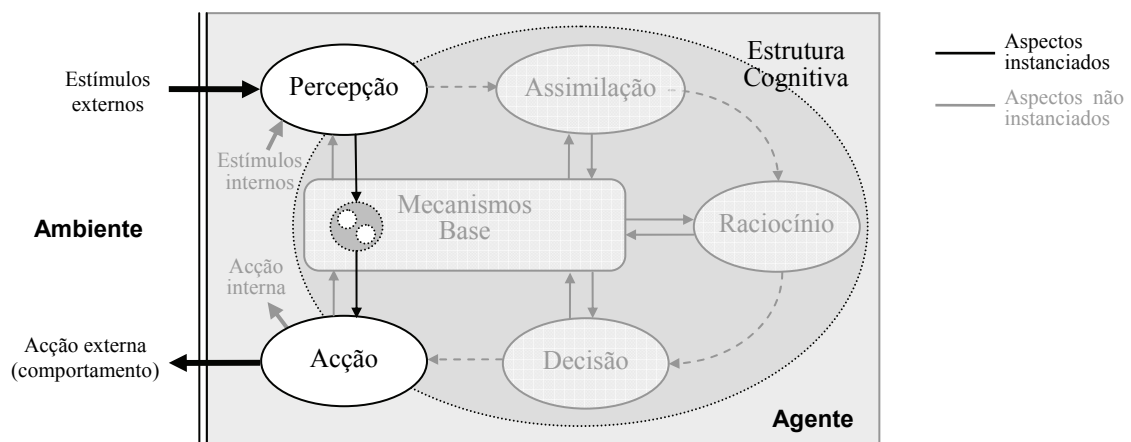 Estrutura
Cognitiva
Aspectos
instanciados
Aspectos não
instanciados
Estímulos
externos
Percepção
Assimilação
Estímulos
internos
Mecanismos
Base
Raciocínio
Ambiente
Acção
interna
Acção externa
(comportamento)
Acção
Decisão
Agente